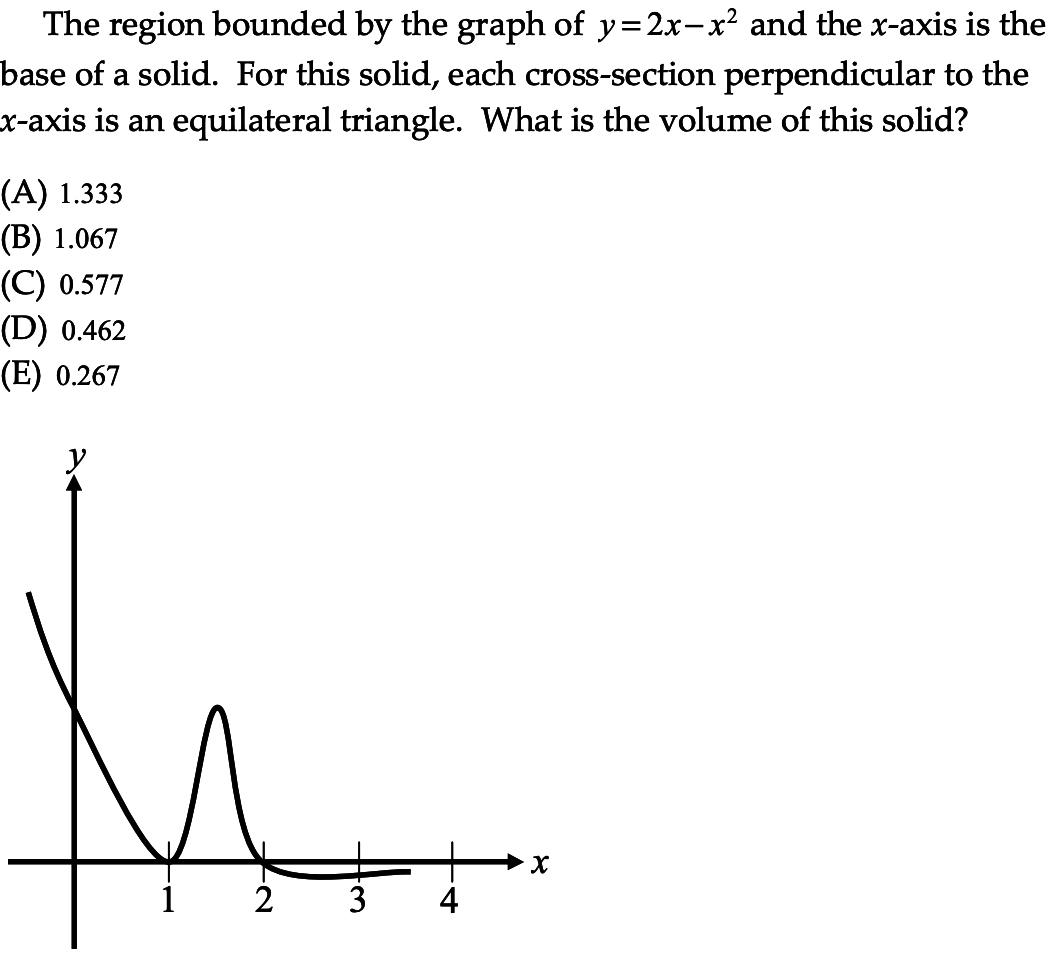 The region bounded by the graph of y=2x−x² and the x-axis is the
base of a solid. For this solid, each cross-section perpendicular to the
x-axis is an equilateral triangle. What is the volume of this solid?
(A) 1.333
(B) 1.067
(C) 0.577
(D) 0.462
(E) 0.267
y
x
1 2 3 4